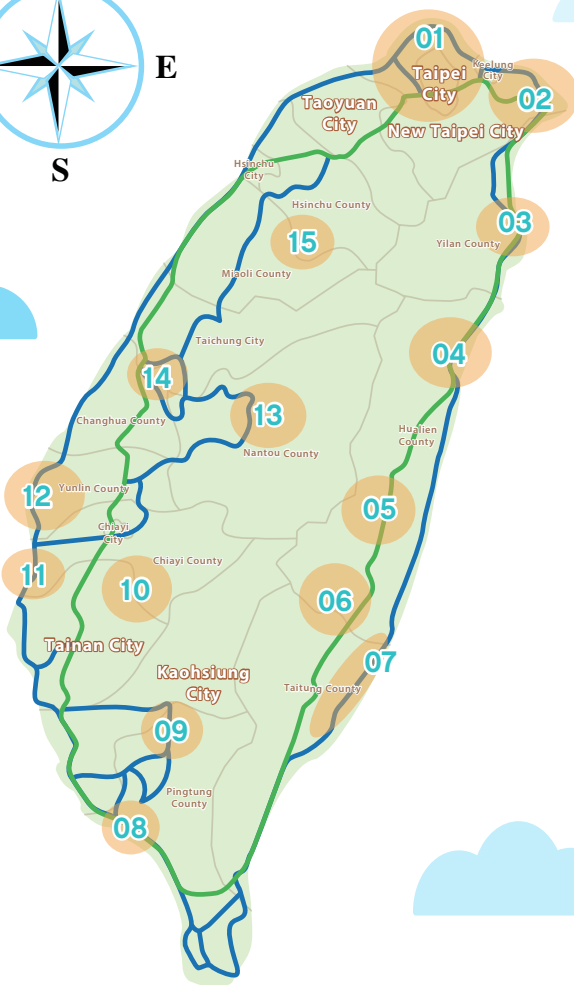 E
S
01
Taipei
City
Keelung
City
02
Taoyuan
City
New Taipei City
Hsinchu
City
Hsinchu County
03
15
Yilan County
Miaoli County
Taichung City
04
14
13
Changhua County
Hualien
County
Nantou County
12
Yunlin County
05
Chiayi
City
Chiayi County
11
10
06
Tainan City
07
Kaohsiung
City
Taitung County
09
Pingtung
County
08